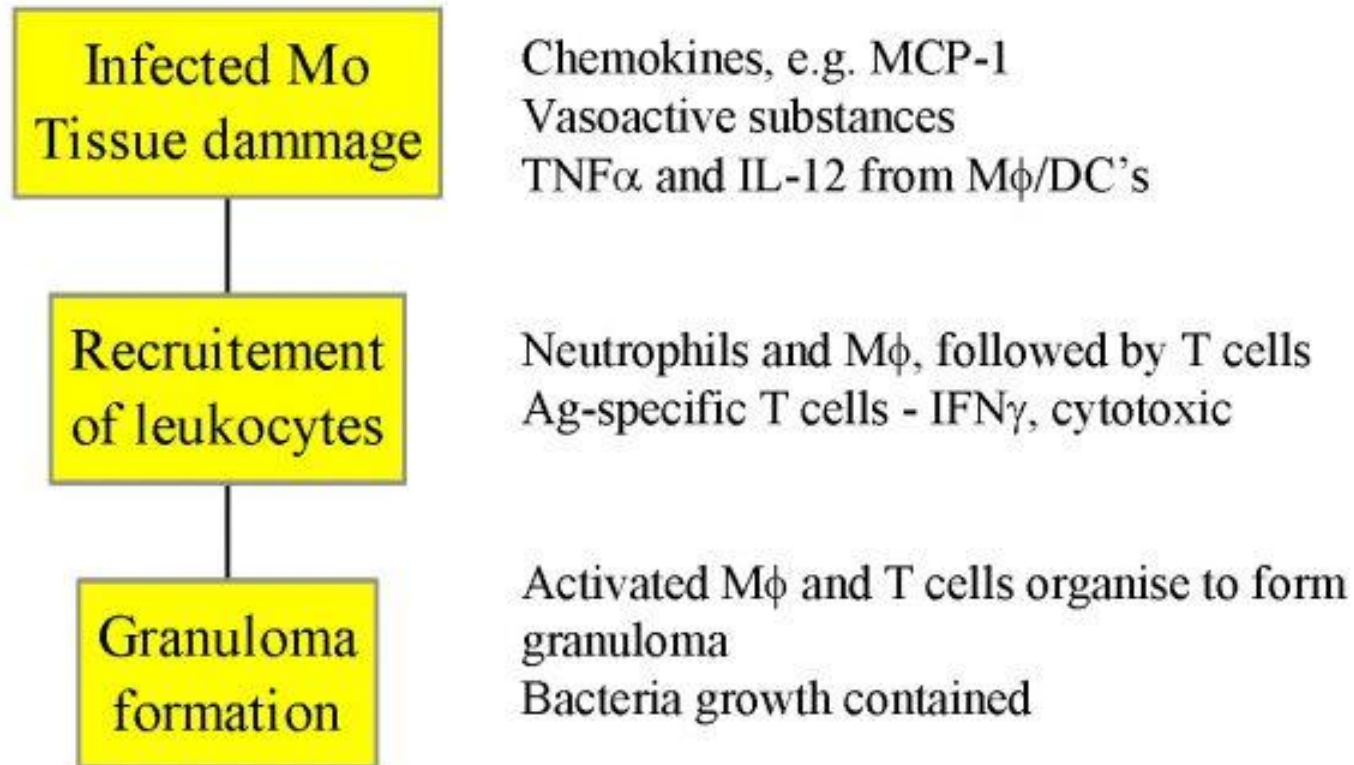 Infected Mo
Tissue dammage
Chemokines, e.g. MCP-1
Vasoactive substances
TNFα and IL-12 from Mϕ/DC’s
Recruitement
of leukocytes
Neutrophils and Mϕ, followed by T cells
Ag-specific T cells - IFNγ, cytotoxic
Granuloma
formation
Activated Mϕ and T cells organise to form
granuloma
Bacteria growth contained